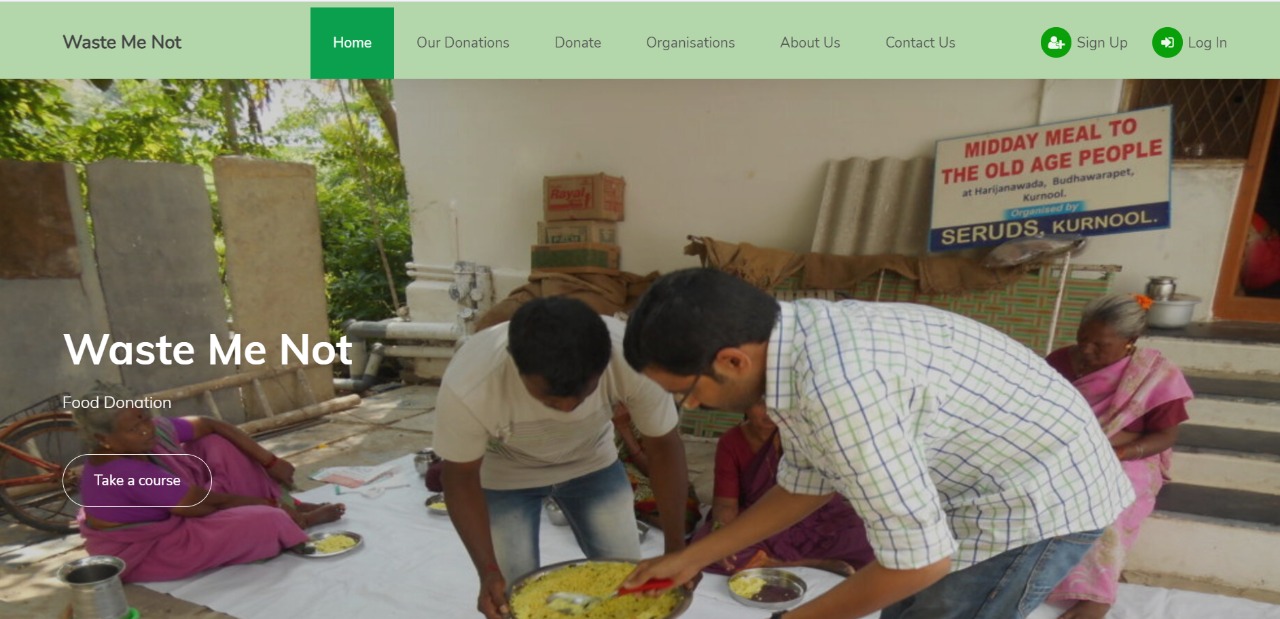 Waste Me Not
Home
Our Donations
Donate
Organisations
About Us
Contact Us
Sign Up
Log In
MIDDAY MEAL TO
THE OLD AGE PEOPLE
at Harijanawada, Budhawarapet,
Kurnool.
Organised by
SERUDS, KURNOOL.
Royal
Waste Me Not
Food Donation
Take a course